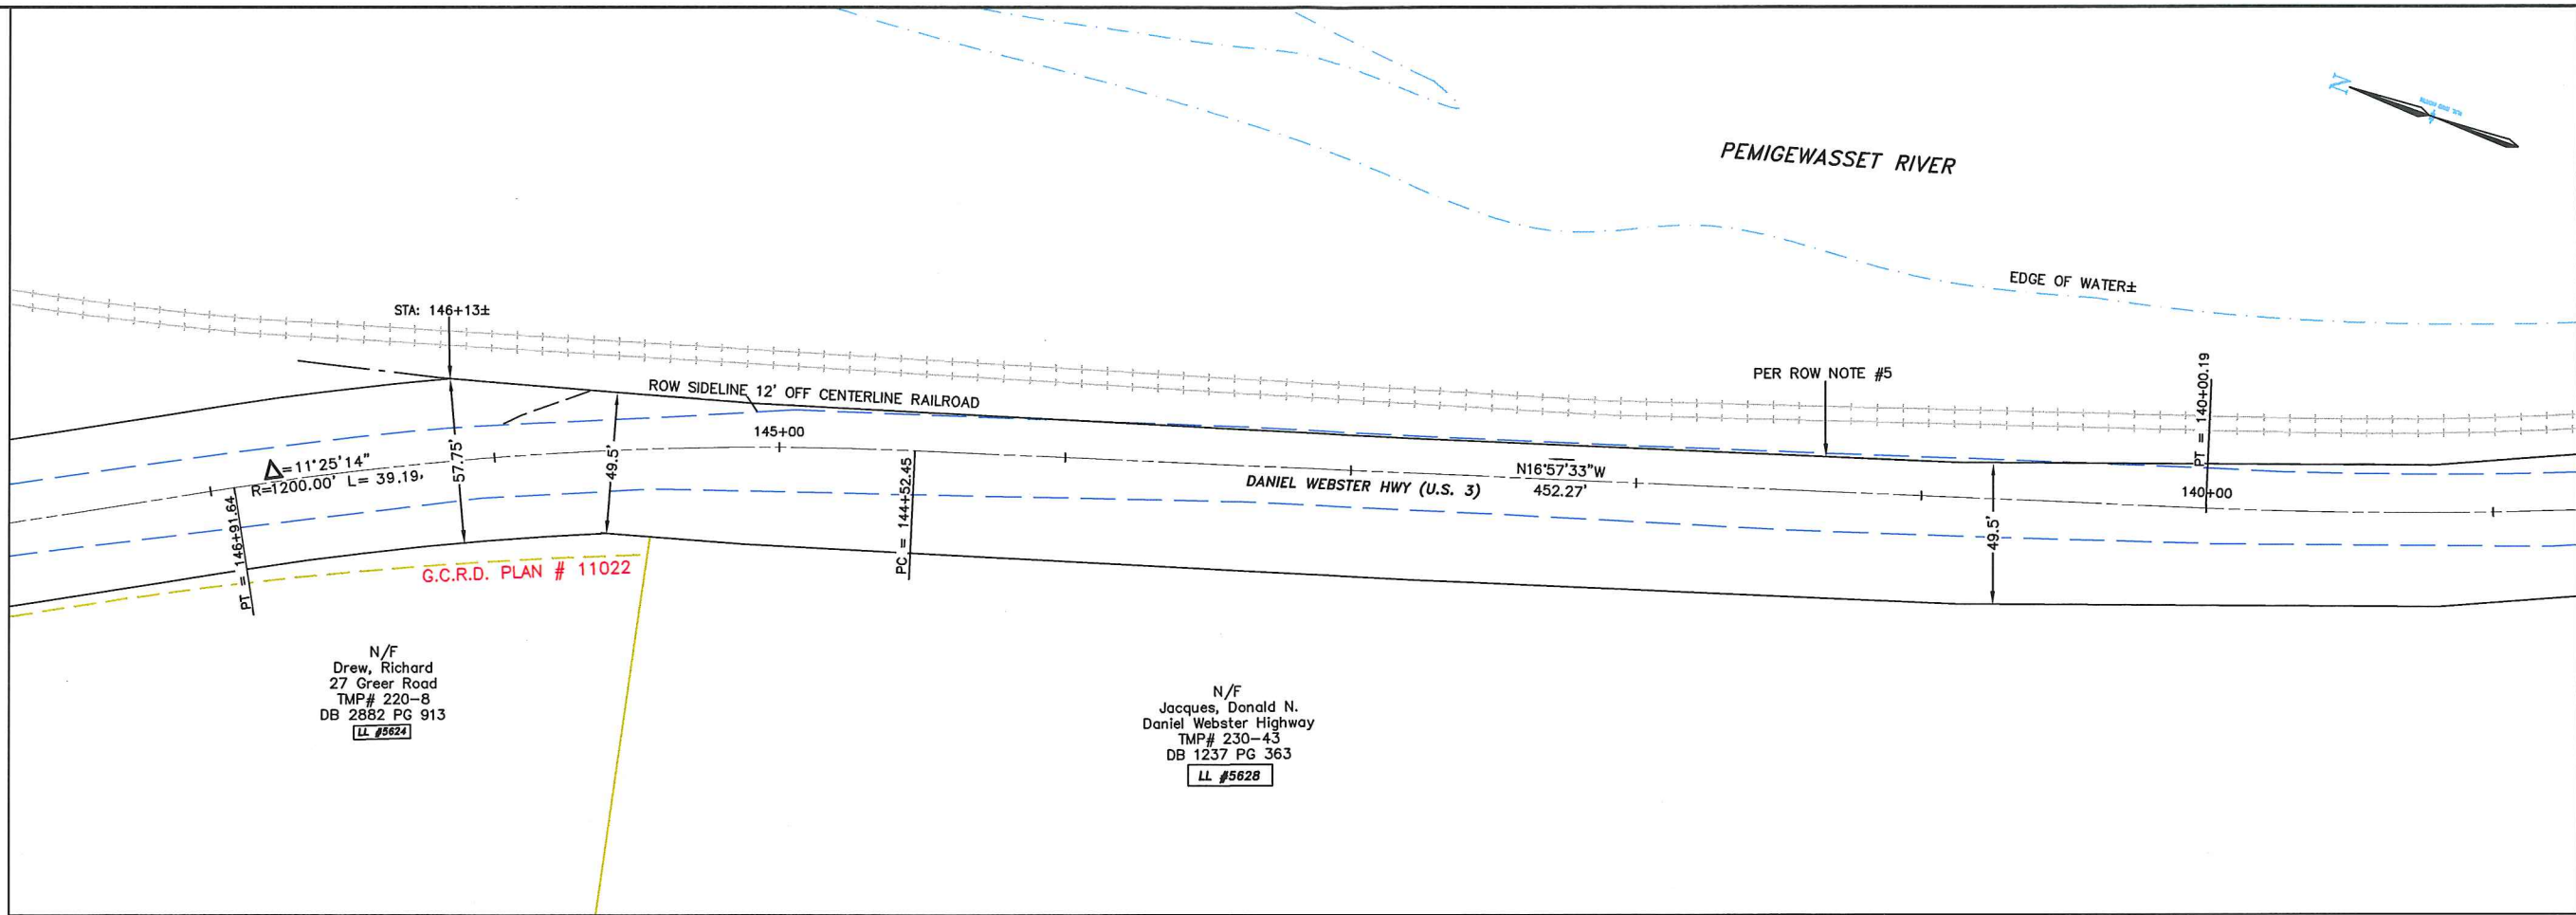 N
PEMIGEWASSET RIVER
EDGE OF WATER±
STA: 146+13±
PER ROW NOTE #5
PT = 140+00.19
ROW SIDELINE 12' OFF CENTERLINE RAILROAD
145+00
Δ=11°25'14"
R=1200.00' L= 39.19,
57.75'
49.5'
PC = 144+52.45
N16°57'33"W
452.27'
DANIEL WEBSTER HWY (U.S. 3)
140+00
49.5'
PT = 146+91.64
G.C.R.D. PLAN # 11022
N/F
Drew, Richard
27 Greer Road
TMP# 220-8
DB 2882 PG 913
LL #5624
N/F
Jacques, Donald N.
Daniel Webster Highway
TMP# 230-43
DB 1237 PG 363
LL #5628